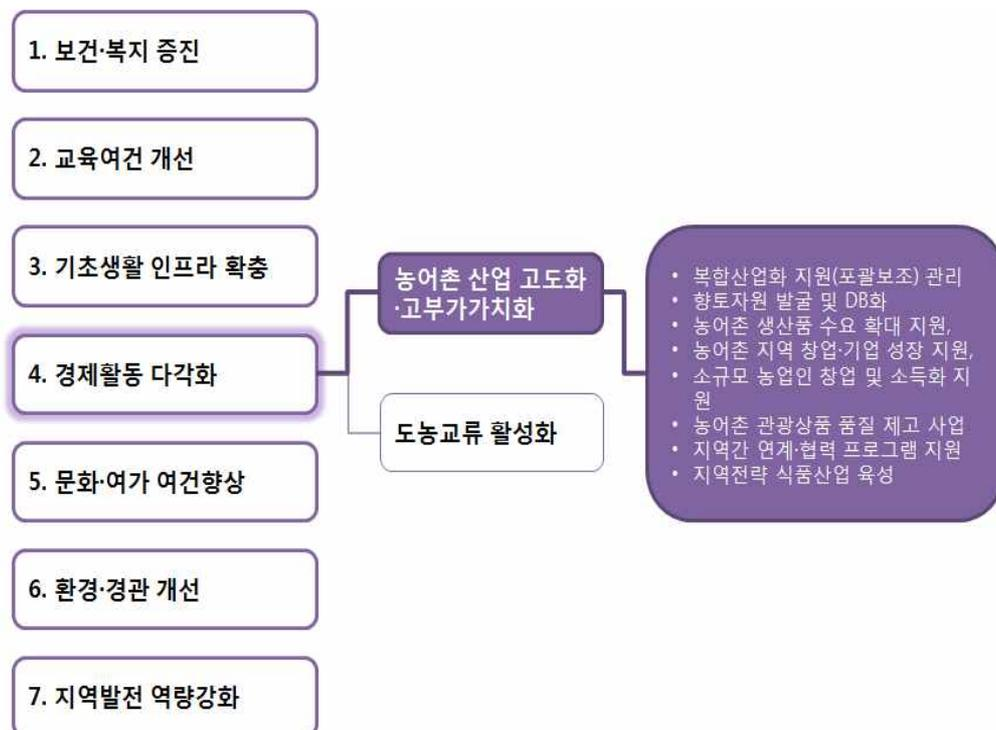 1. 보건·복지 증진
2. 교육여건 개선
3. 기초생활 인프라 확충
4. 경제활동 다각화
5. 문화·여가 여건향상
6. 환경·경관 개선
7. 지역발전 역량강화
농어촌 산업 고도화
·고부가가치화
도농교류 활성화
• 복합산업화 지원(포괄보조) 관리
• 향토자원 발굴 및 DB화
• 농어촌 생산품 수요 확대 지원,
• 농어촌 지역 창업·기업 성장 지원,
• 소규모 농업인 창업 및 소득화 지
원
• 농어촌 관광상품 품질 제고 사업
• 지역간 연계·협력 프로그램 지원
• 지역전략 식품산업 육성